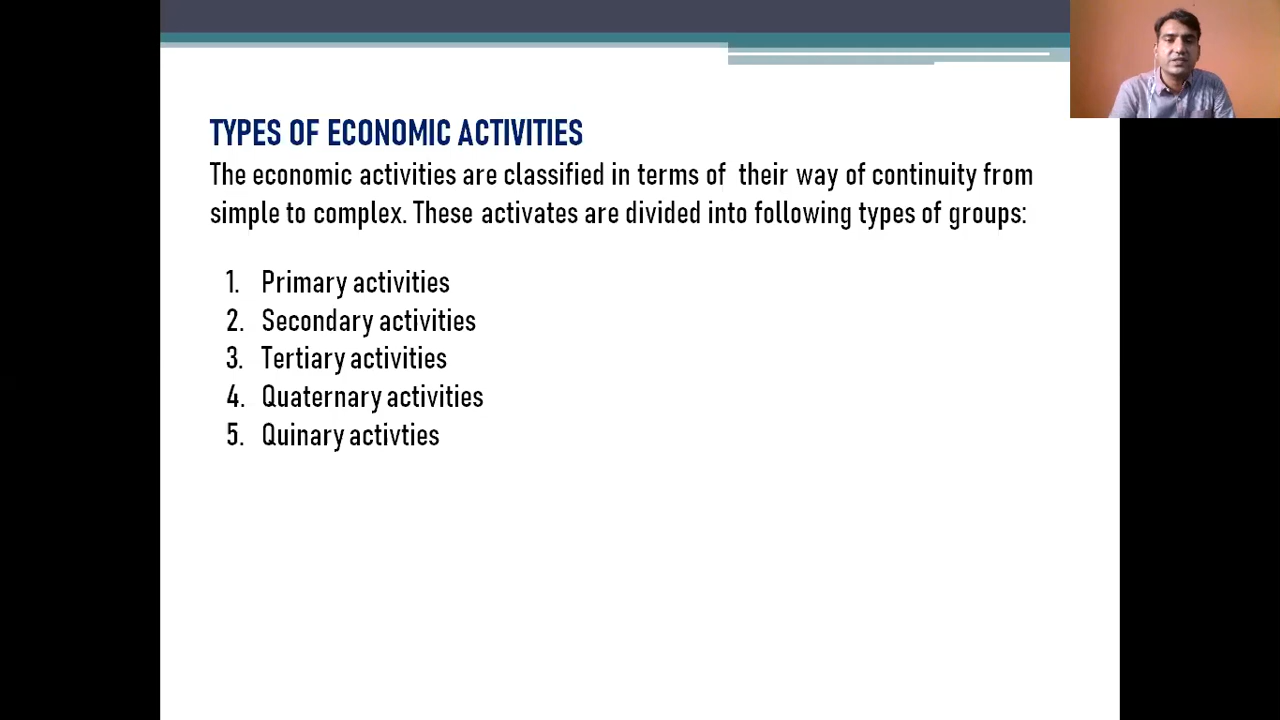 TYPES OF ECONOMIC ACTIVITIES
The economic activities are classified in terms of their way of continuity from
simple to complex. These activates are divided into following types of groups:
1. Primary activities
2. Secondary activities
3. Tertiary activities
4. Quaternary activities
5. Quinary activties